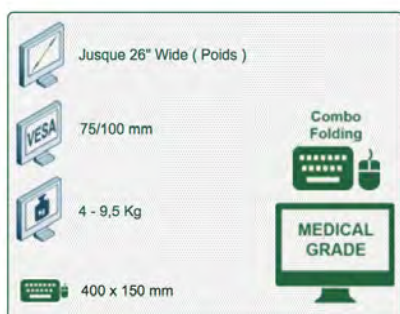 Jusque 26" Wide ( Poids )
VESA
75/100 mm
KG
4 - 9,5 Kg
400 x 150 mm
Combo
Folding
MEDICAL
GRADE